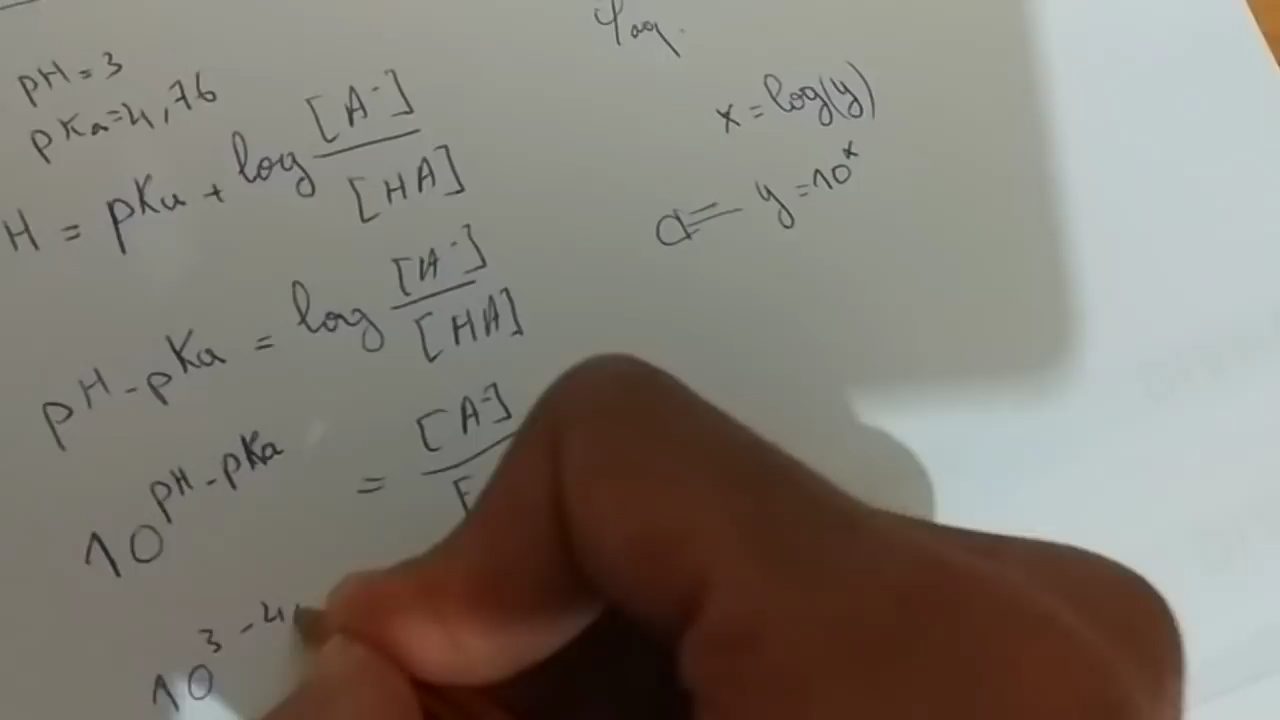 φaq.
pH = 3
pKa = 4,76
H = pKa + log [A⁻] / [HA]
x = log(y)
⇐ y = 10ˣ
pH - pKa = log [A⁻] / [HA]
10^(pH - pKa) = [A⁻] / [
10^(3 - 4,